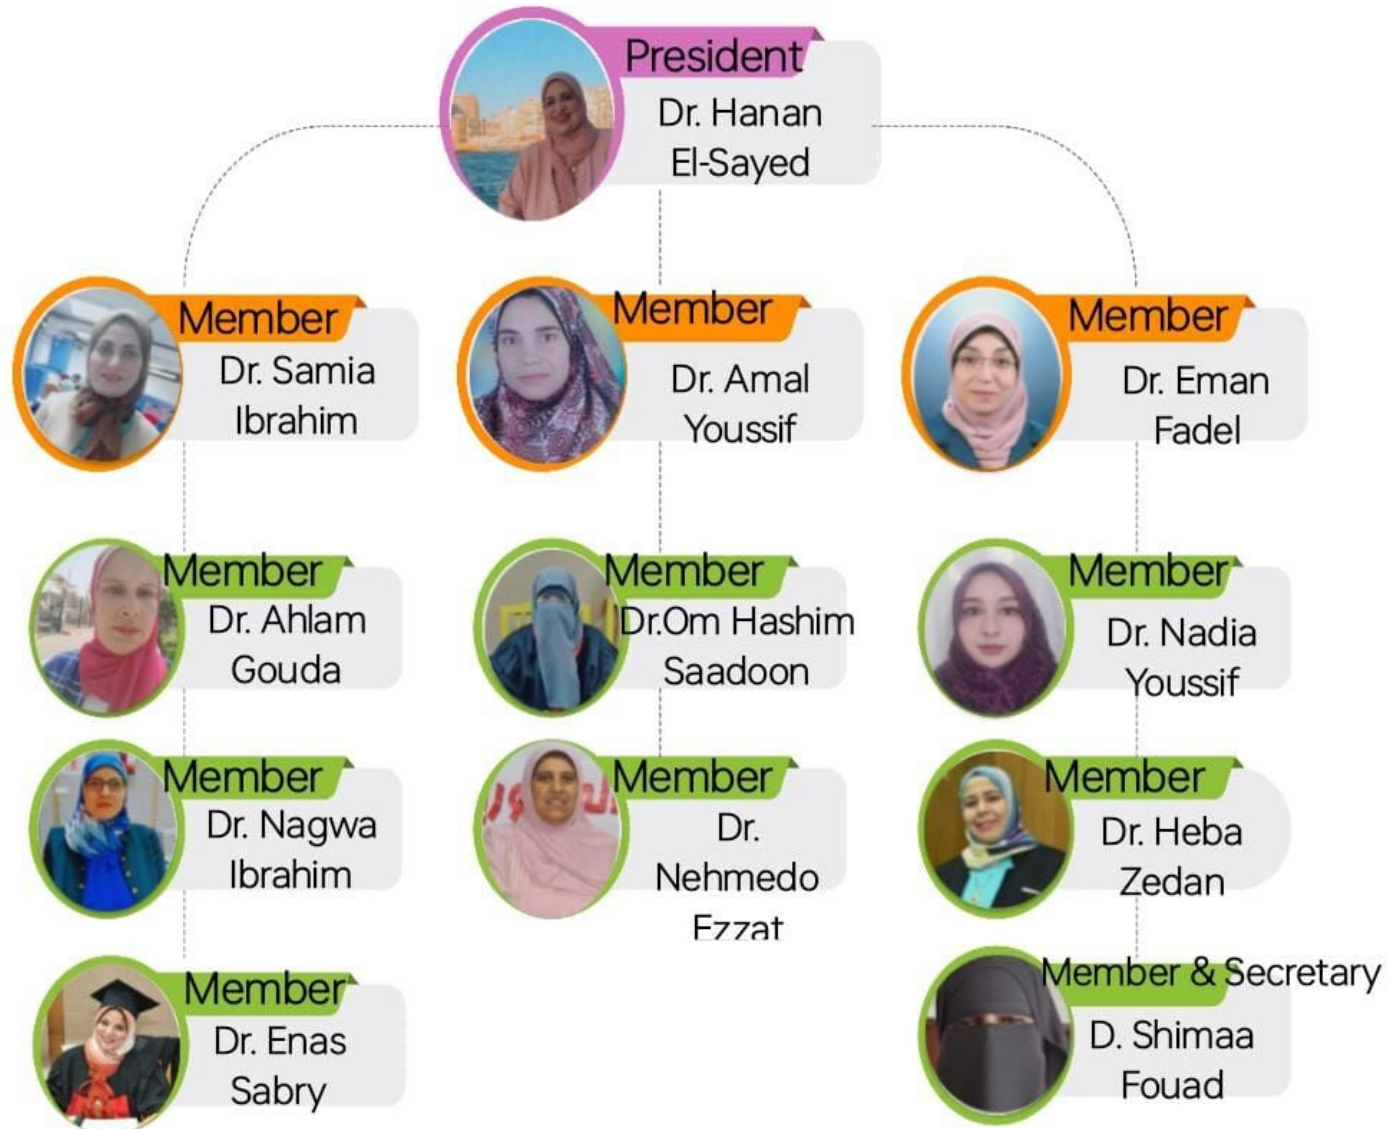 President
Dr. Hanan
El-Sayed
Member
Dr. Samia
Ibrahim
Member
Dr. Amal
Youssif
Member
Dr. Eman
Fadel
Member
Dr. Ahlam
Gouda
Member
Dr.Om Hashim
Saadoon
Member
Dr. Nadia
Youssif
Member
Dr. Nagwa
Ibrahim
Member
Dr.
Nehmedo
Ezzat
Member
Dr. Heba
Zedan
Member
Dr. Enas
Sabry
Member & Secretary
D. Shimaa
Fouad